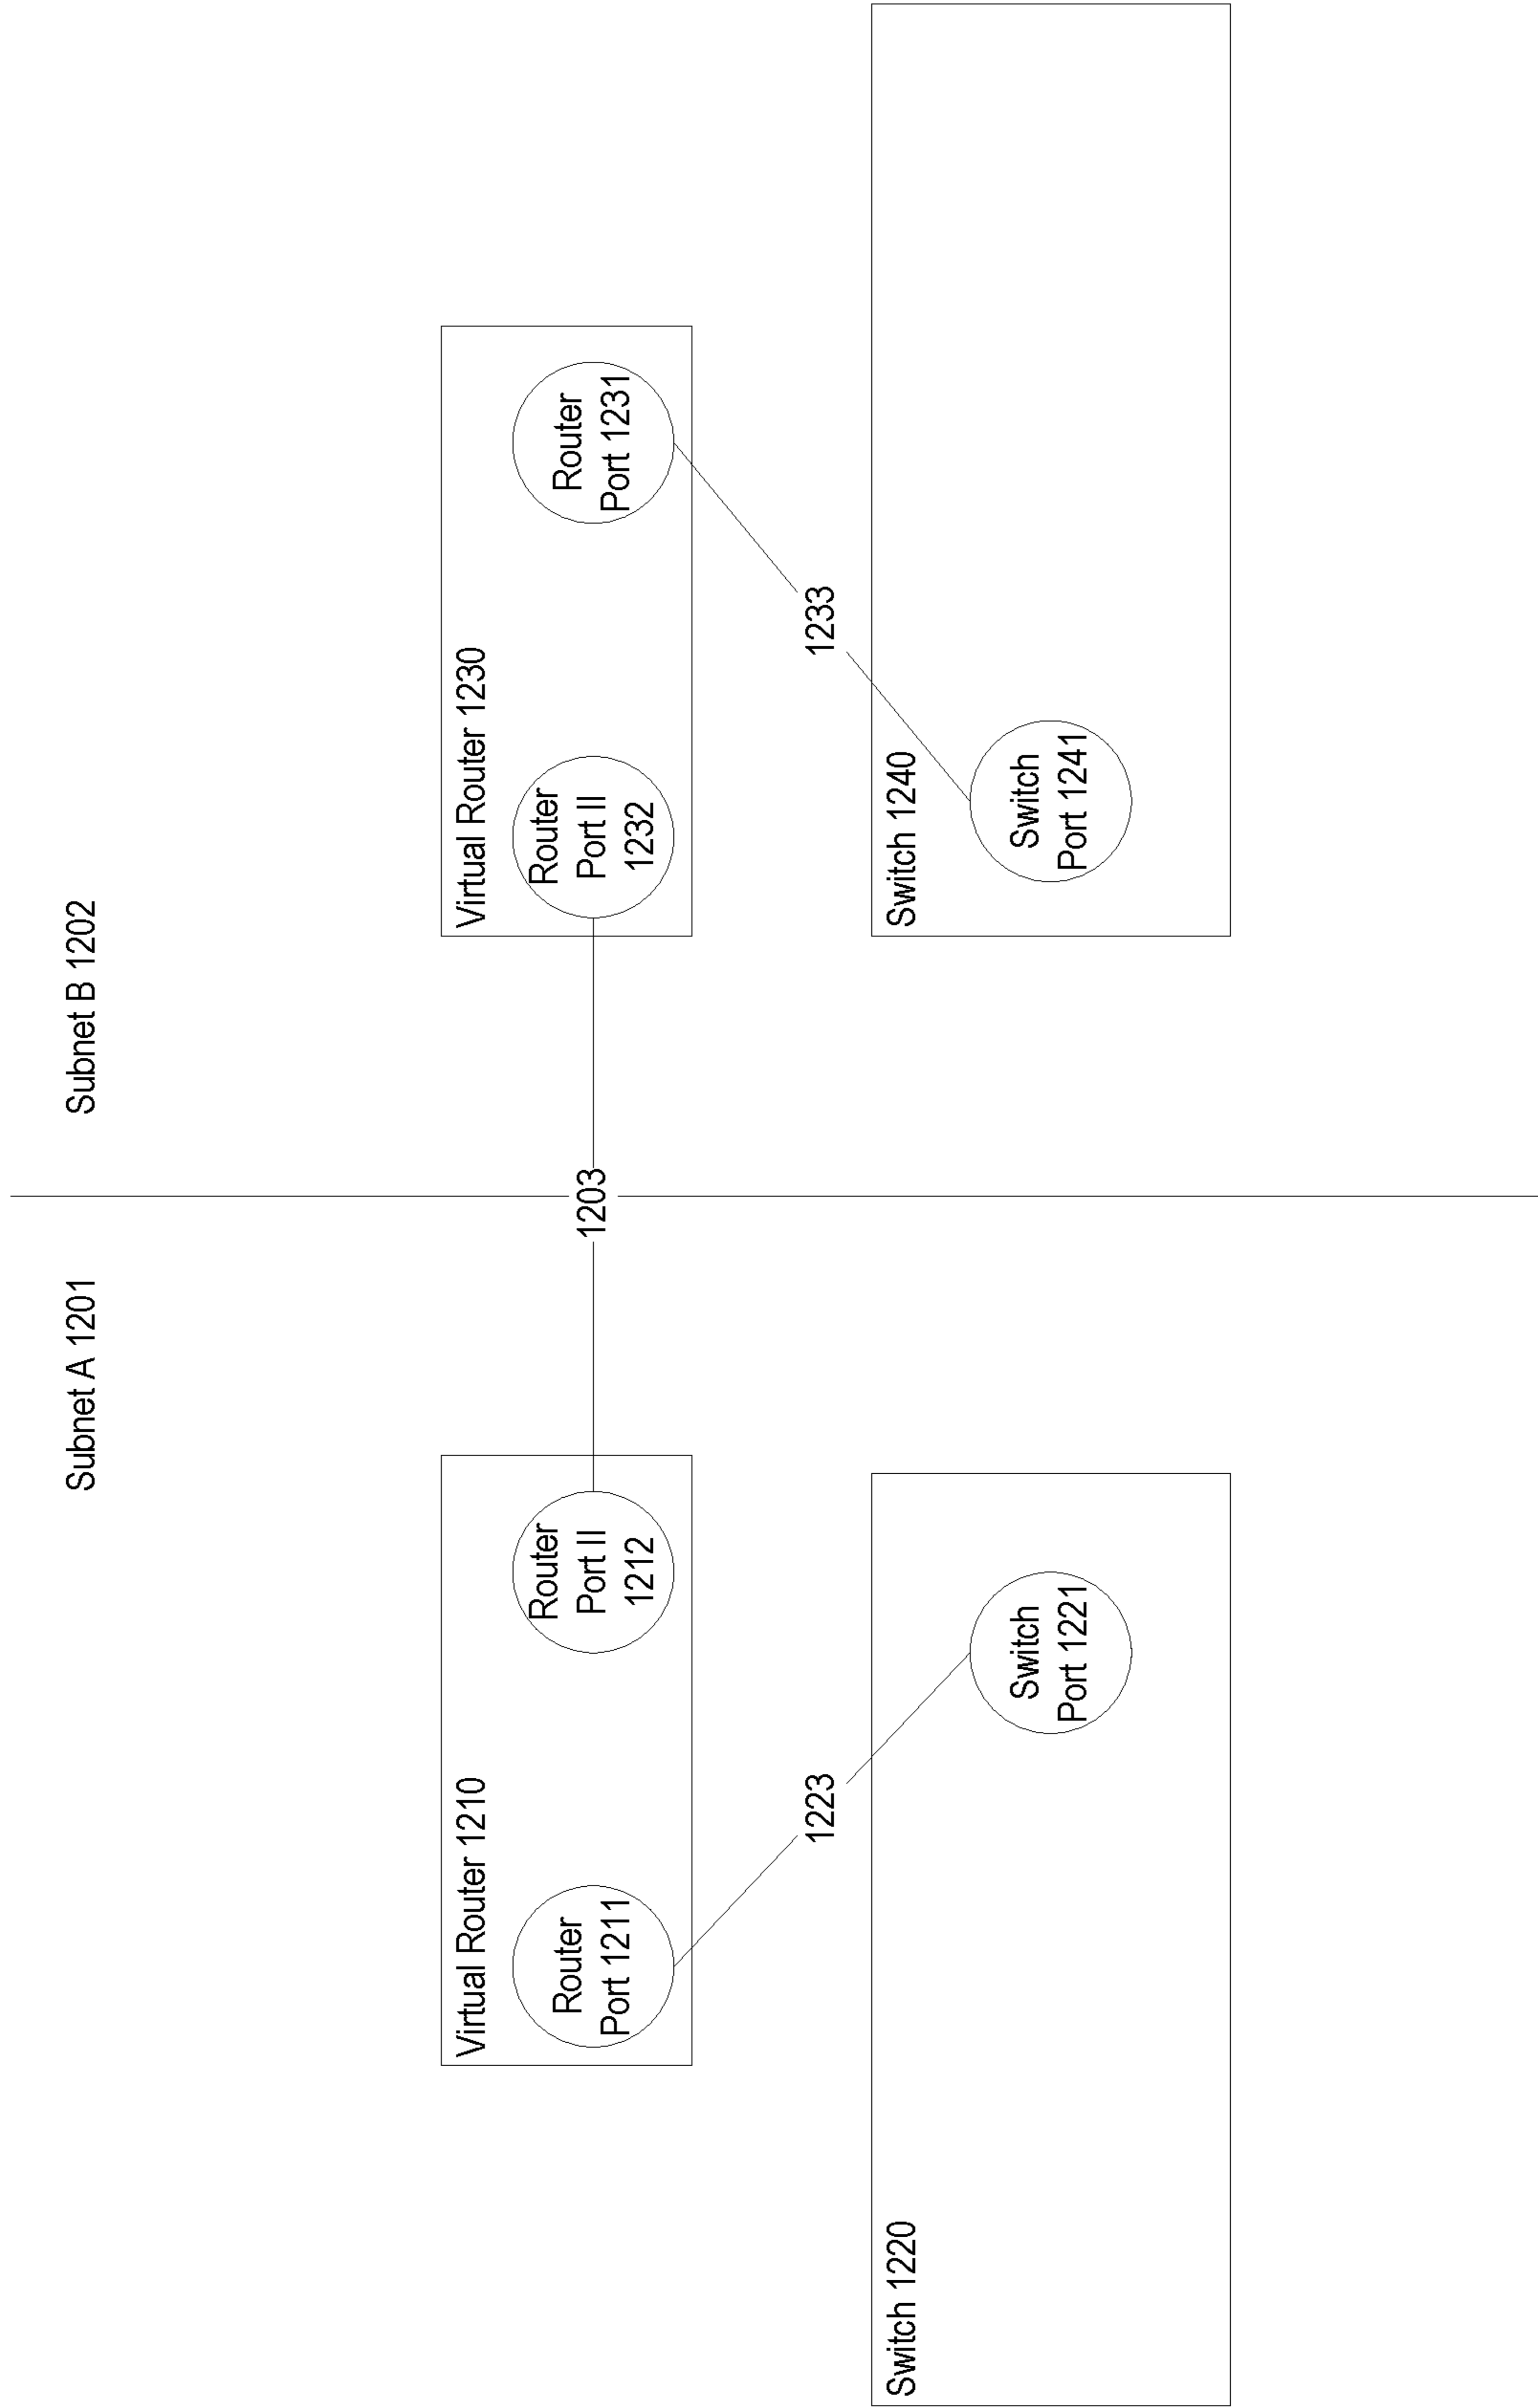 Subnet A 1201
Subnet B 1202
Virtual Router 1210
Router
Port 1211
Router
Port II
1212
1203
Virtual Router 1230
Router
Port II
1232
Router
Port 1231
1223
1233
Switch 1220
Switch
Port 1221
Switch 1240
Switch
Port 1241